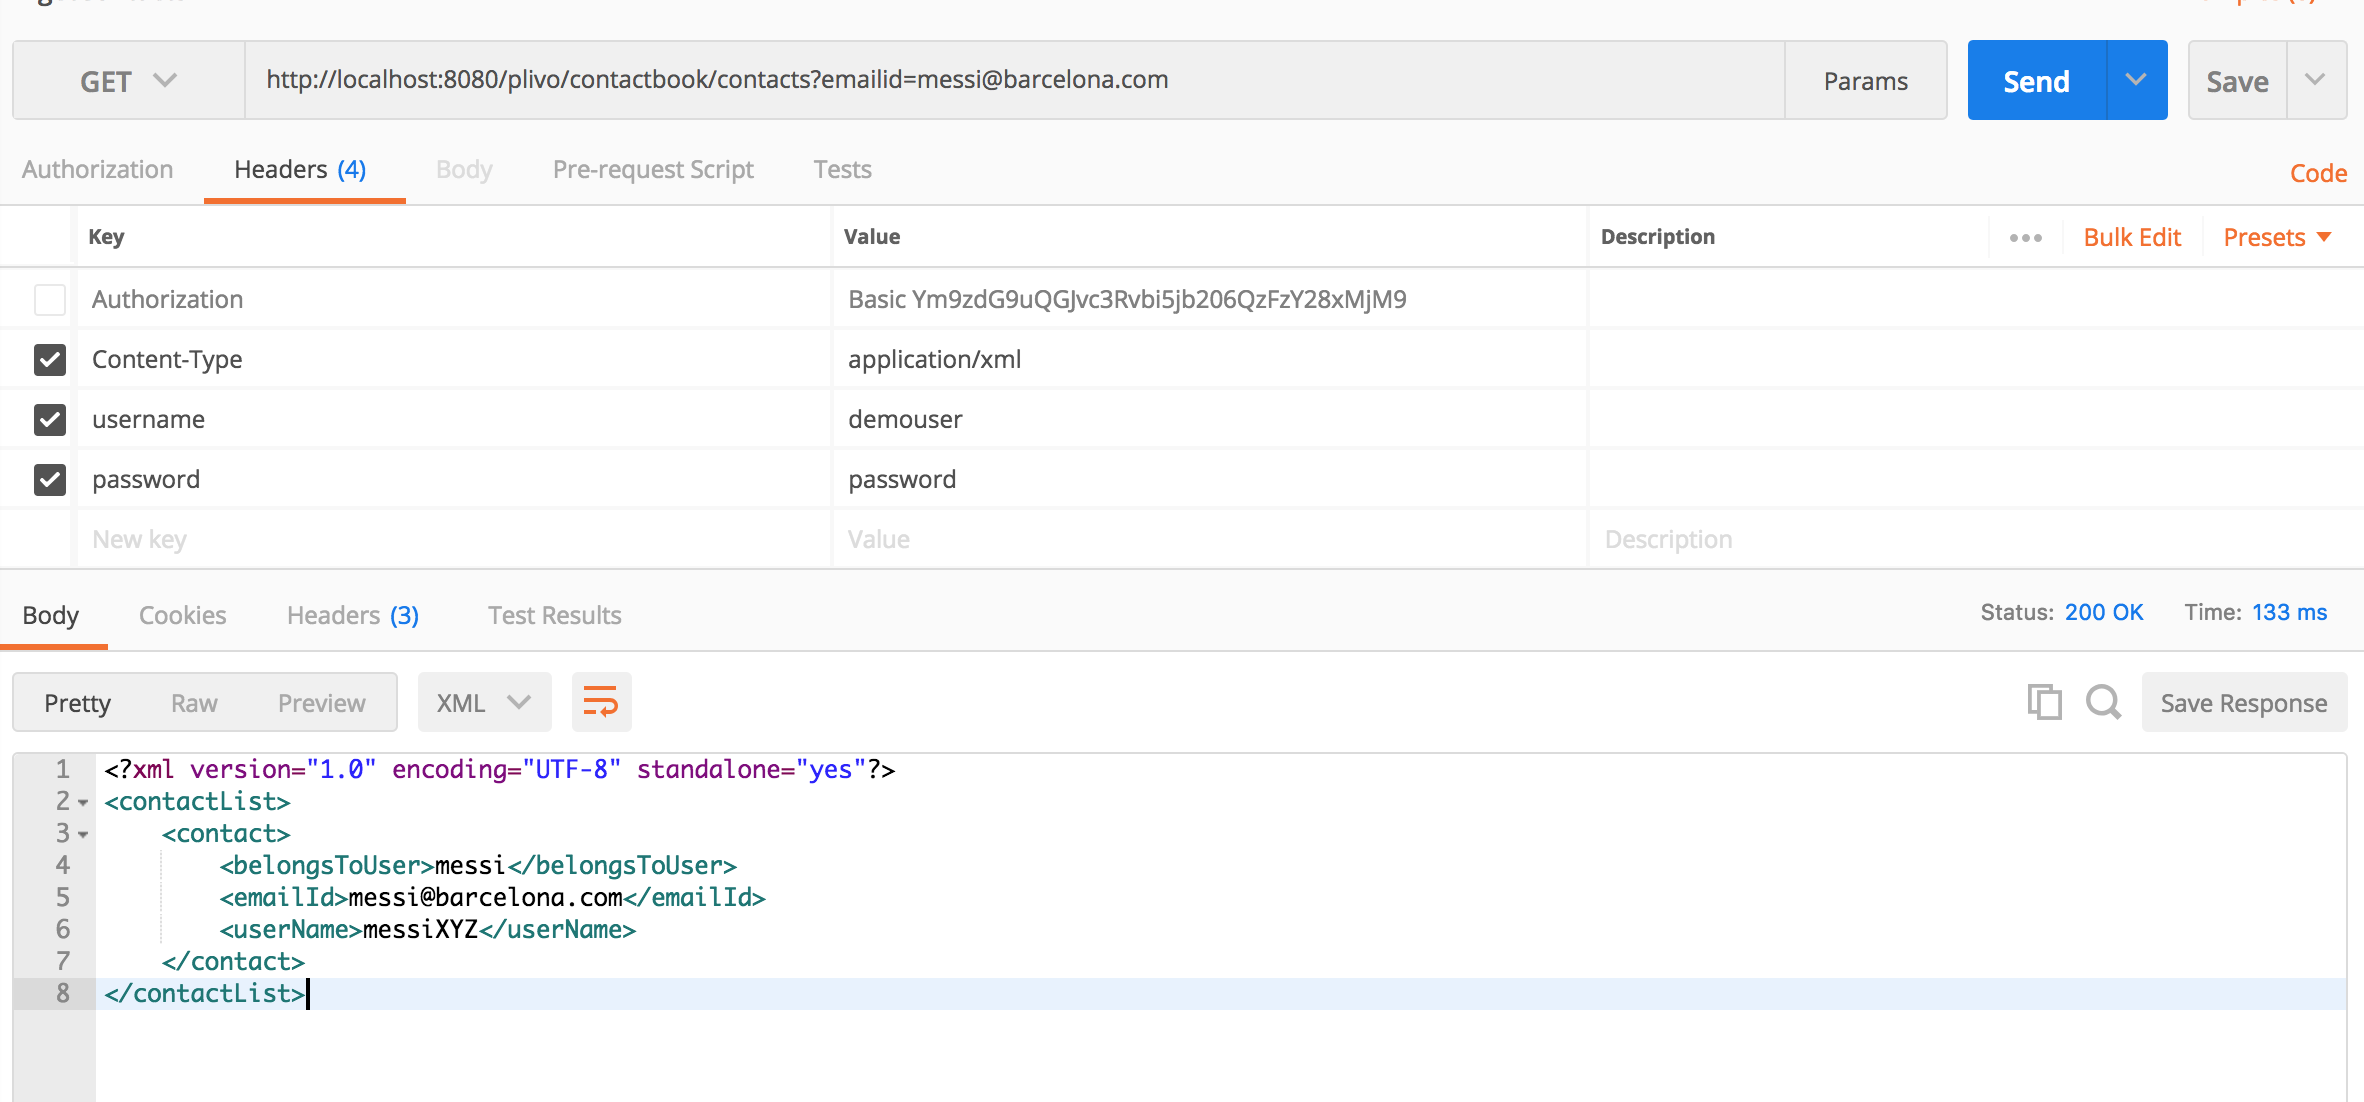 GET http://localhost:8080/plivo/contactbook/contacts?emailid=messi@barcelona.com Params Send Save
Authorization Headers (4) Body Pre-request Script Tests Code
Key Value Description ••• Bulk Edit Presets
Authorization Basic Ym9zdG9uQGJvc3Rvbi5jb206QzFzY28xMjM9
Content-Type application/xml
username demouser
password password
New key Value Description
Body Cookies Headers (3) Test Results Status: 200 OK Time: 133 ms
Pretty Raw Preview XML Save Response
1 <?xml version="1.0" encoding="UTF-8" standalone="yes"?>
2 <contactList>
3 <contact>
4 <belongsToUser>messi</belongsToUser>
5 <emailId>messi@barcelona.com</emailId>
6 <userName>messiXYZ</userName>
7 </contact>
8 </contactList>